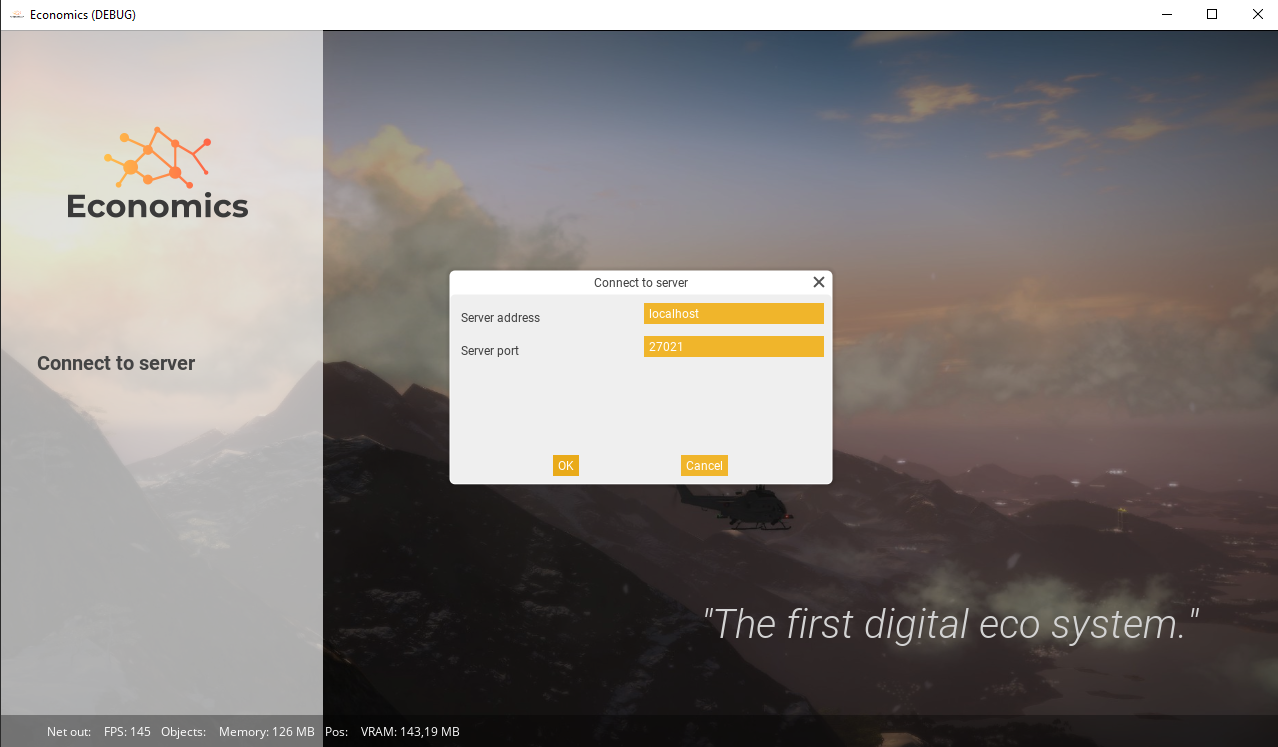 Economics (DEBUG)
Economics
Connect to server
Connect to server
Server address
localhost
Server port
27021
OK
Cancel
"The first digital eco system."
Net out: FPS: 145 Objects: Memory: 126 MB Pos: VRAM: 143,19 MB